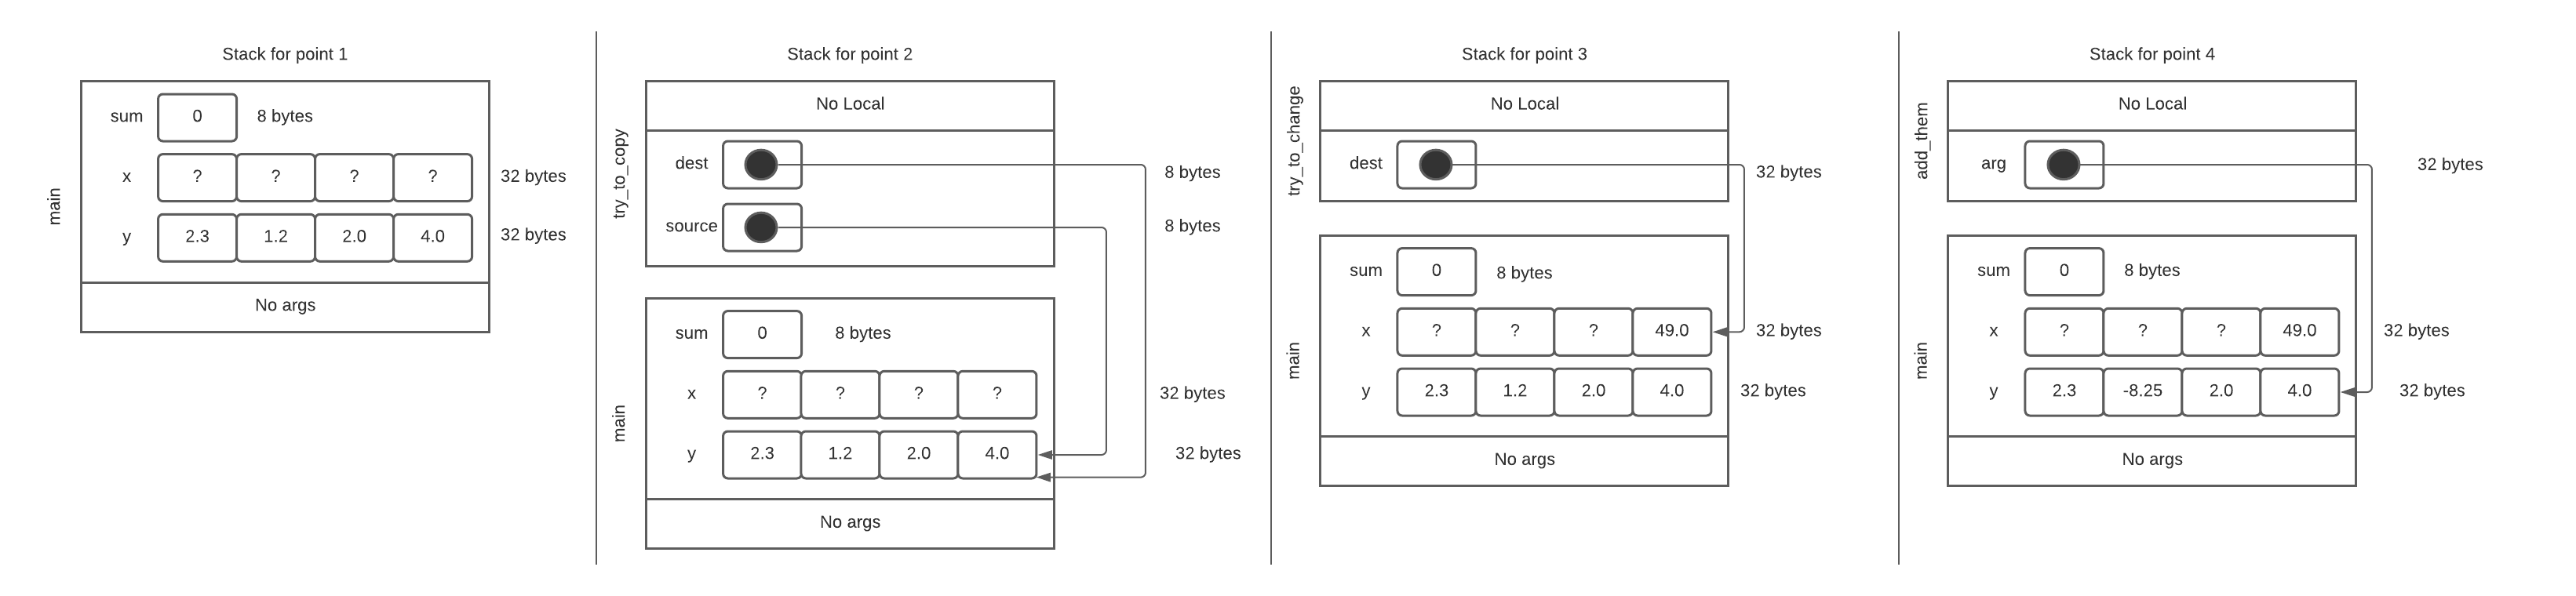 Stack for point 1
main
sum 0 8 bytes
x ? ? ? ? 32 bytes
y 2.3 1.2 2.0 4.0 32 bytes
No args
Stack for point 2
try_to_copy
No Local
dest 8 bytes
source 8 bytes
main
sum 0 8 bytes
x ? ? ? ? 32 bytes
y 2.3 1.2 2.0 4.0 32 bytes
No args
Stack for point 3
try_to_change
No Local
dest 32 bytes
main
sum 0 8 bytes
x ? ? ? 49.0 32 bytes
y 2.3 1.2 2.0 4.0 32 bytes
No args
Stack for point 4
add_them
No Local
arg 32 bytes
main
sum 0 8 bytes
x ? ? ? 49.0 32 bytes
y 2.3 -8.25 2.0 4.0 32 bytes
No args